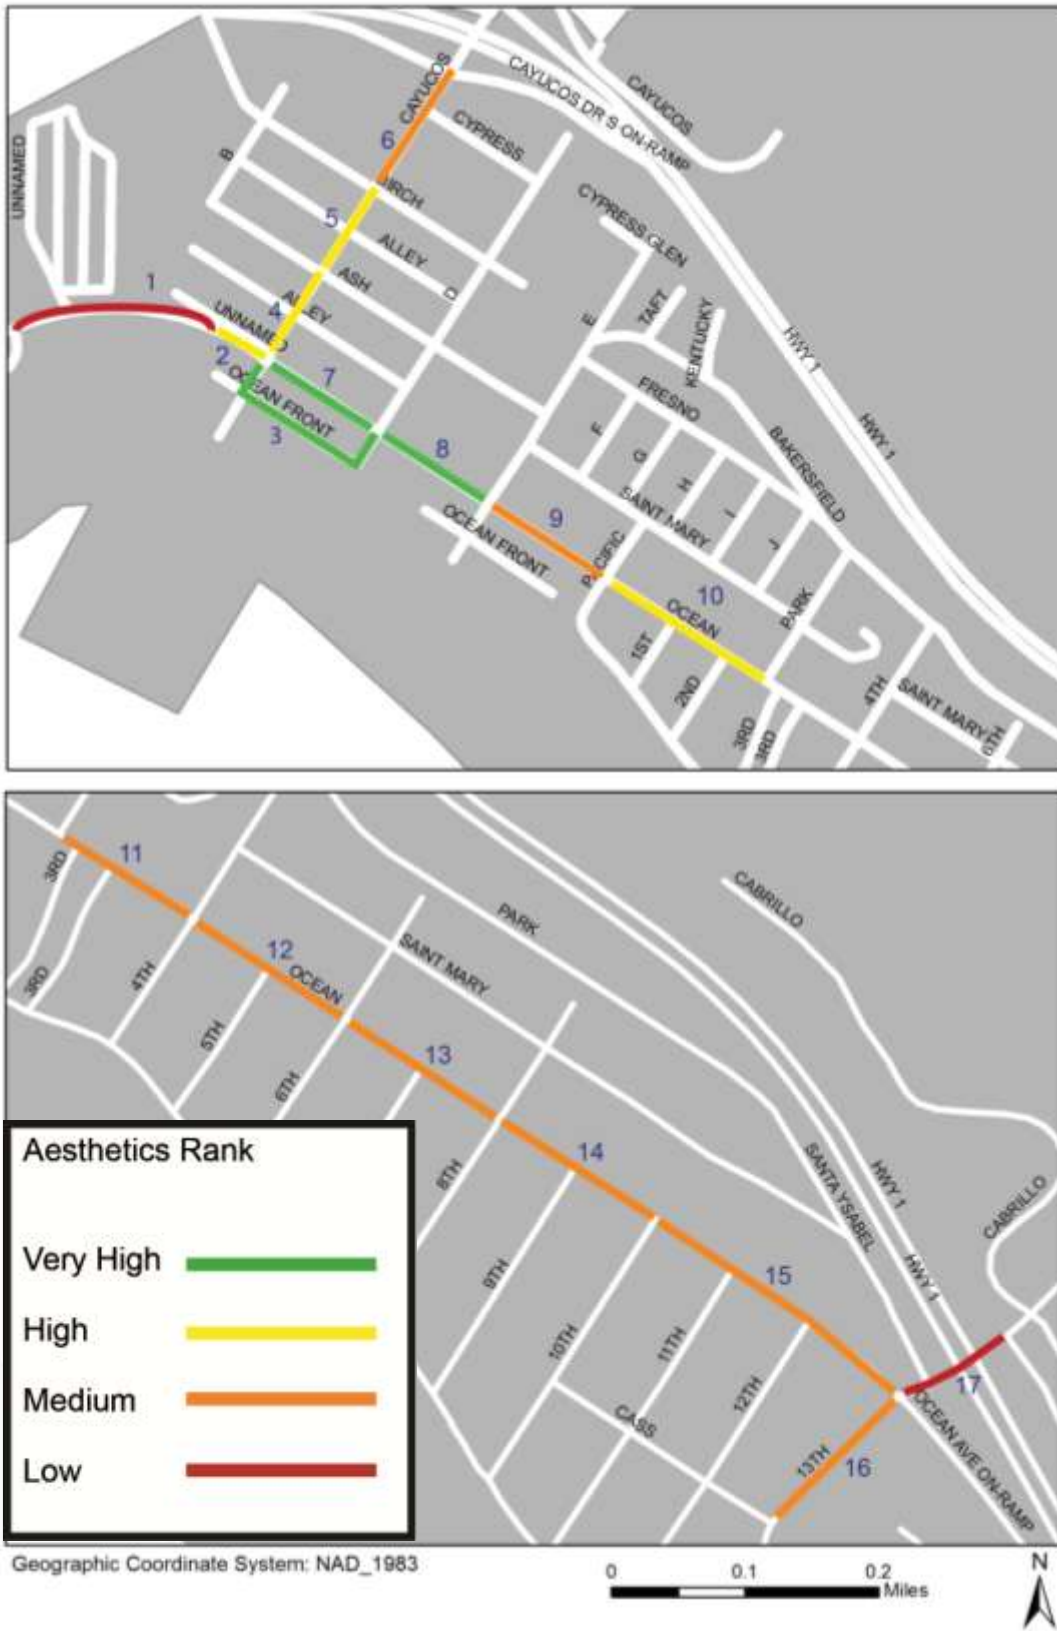 CAYUCOS
CAYUCOS DR S ON-RAMP
CAYUCOS
6
CYPRESS
UNNAMED
B
BIRCH
CYPRESS GLEN
5
ALLEY
ASH
1
D
4
ALLEY
UNNAMED
E
TAFT
KENTUCKY
HWY 1
2
7
OCEAN FRONT
3
FRESNO
HWY 1
F
8
G
BAKERSFIELD
H
SAINT MARY
I
9
OCEAN FRONT
J
PACIFIC
10
OCEAN
PARK
1ST
2ND
4TH
SAINT MARY
3RD
3RD
6TH
11
3RD
CABRILLO
PARK
12
SAINT MARY
4TH
OCEAN
3RD
5TH
13
6TH
14
8TH
SANTA YSABEL
HWY 1
CABRILLO
9TH
15
HWY 1
10TH
11TH
17
12TH
CASS
OCEAN AVE ON-RAMP
13TH
16
Aesthetics Rank
Very High
High
Medium
Low
Geographic Coordinate System: NAD_1983
0 0.1 0.2
Miles
N